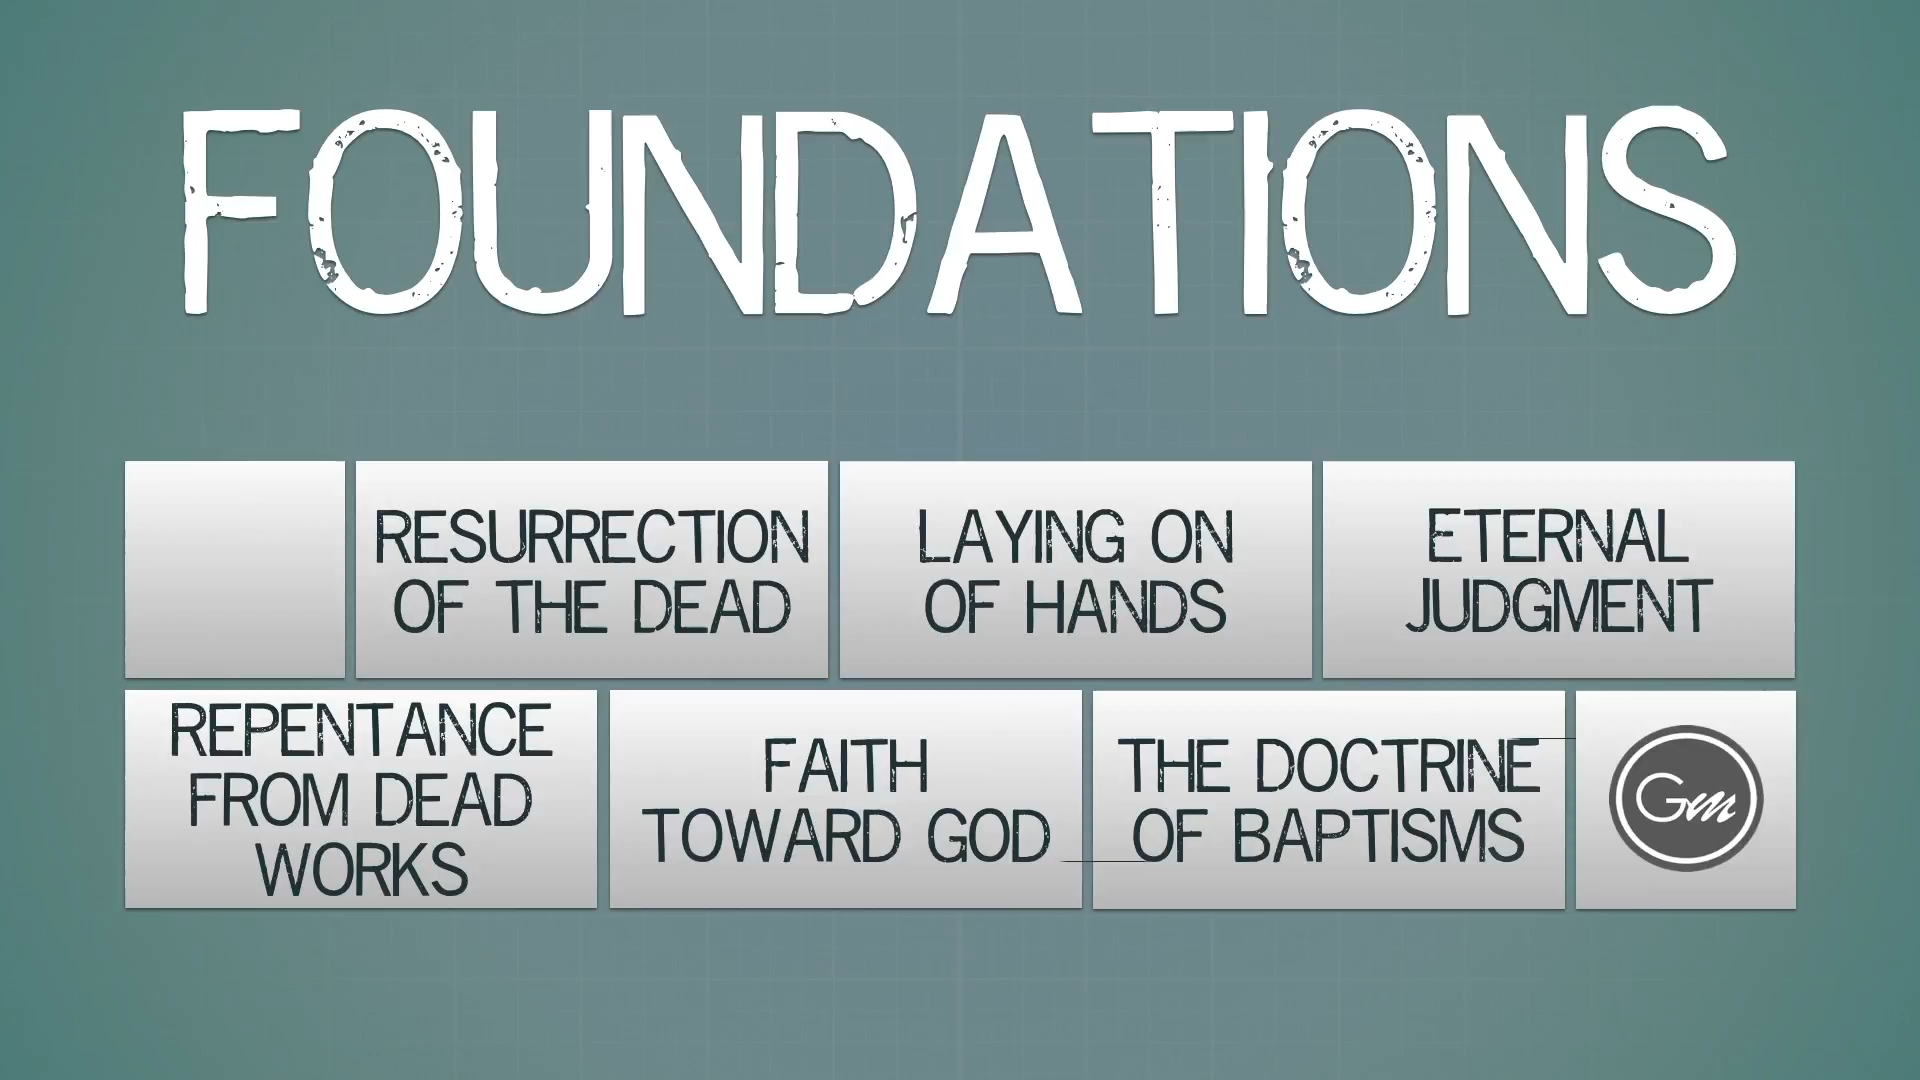 FOUNDATIONS
RESURRECTION
OF THE DEAD
LAYING ON
OF HANDS
ETERNAL
JUDGMENT
REPENTANCE
FROM DEAD
WORKS
FAITH
TOWARD GOD
THE DOCTRINE
OF BAPTISMS
Gm